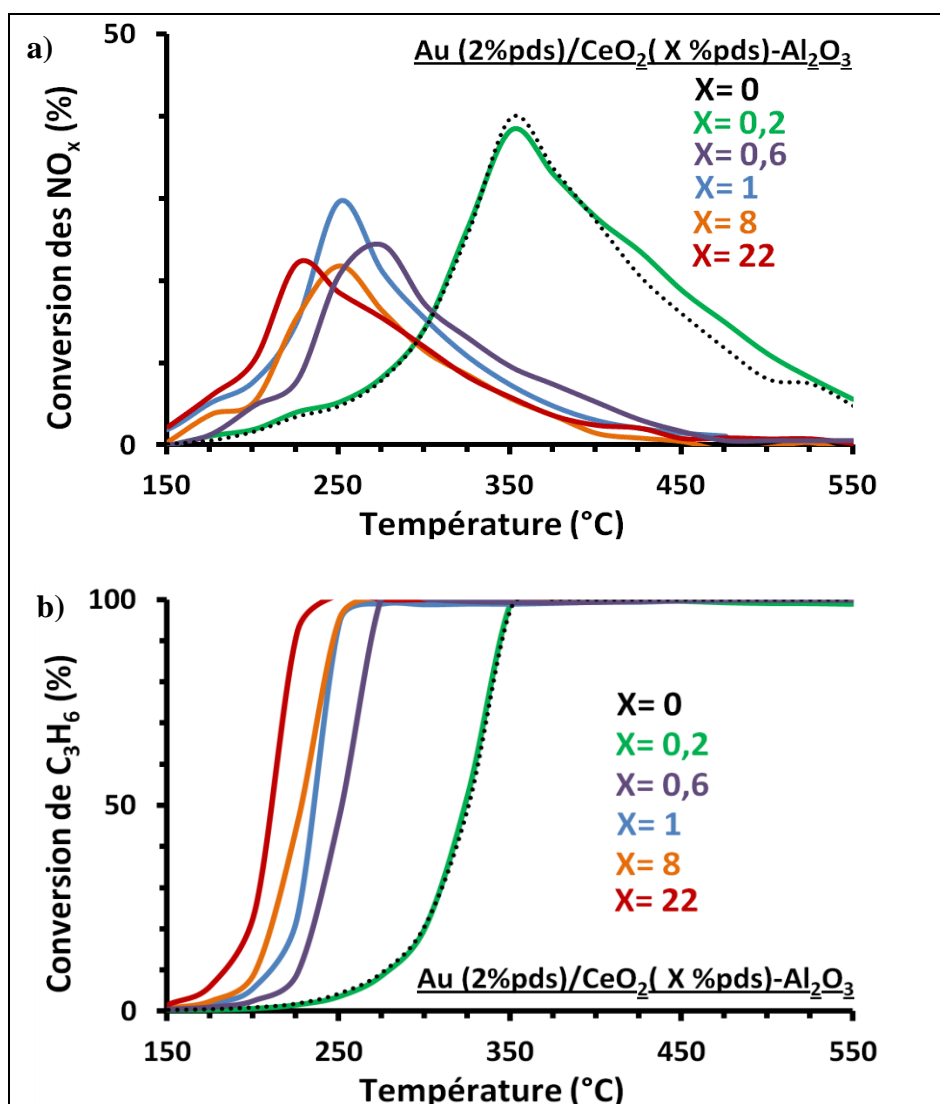 a)
50
Conversion des NOx (%)
0
Au (2%pds)/CeO2( X %pds)-Al2O3
X= 0
X= 0,2
X= 0,6
X= 1
X= 8
X= 22
150 250 350 450 550
Température (°C)
b)
100
Conversion de C3H6 (%)
50
0
X= 0
X= 0,2
X= 0,6
X= 1
X= 8
X= 22
Au (2%pds)/CeO2( X %pds)-Al2O3
150 250 350 450 550
Température (°C)